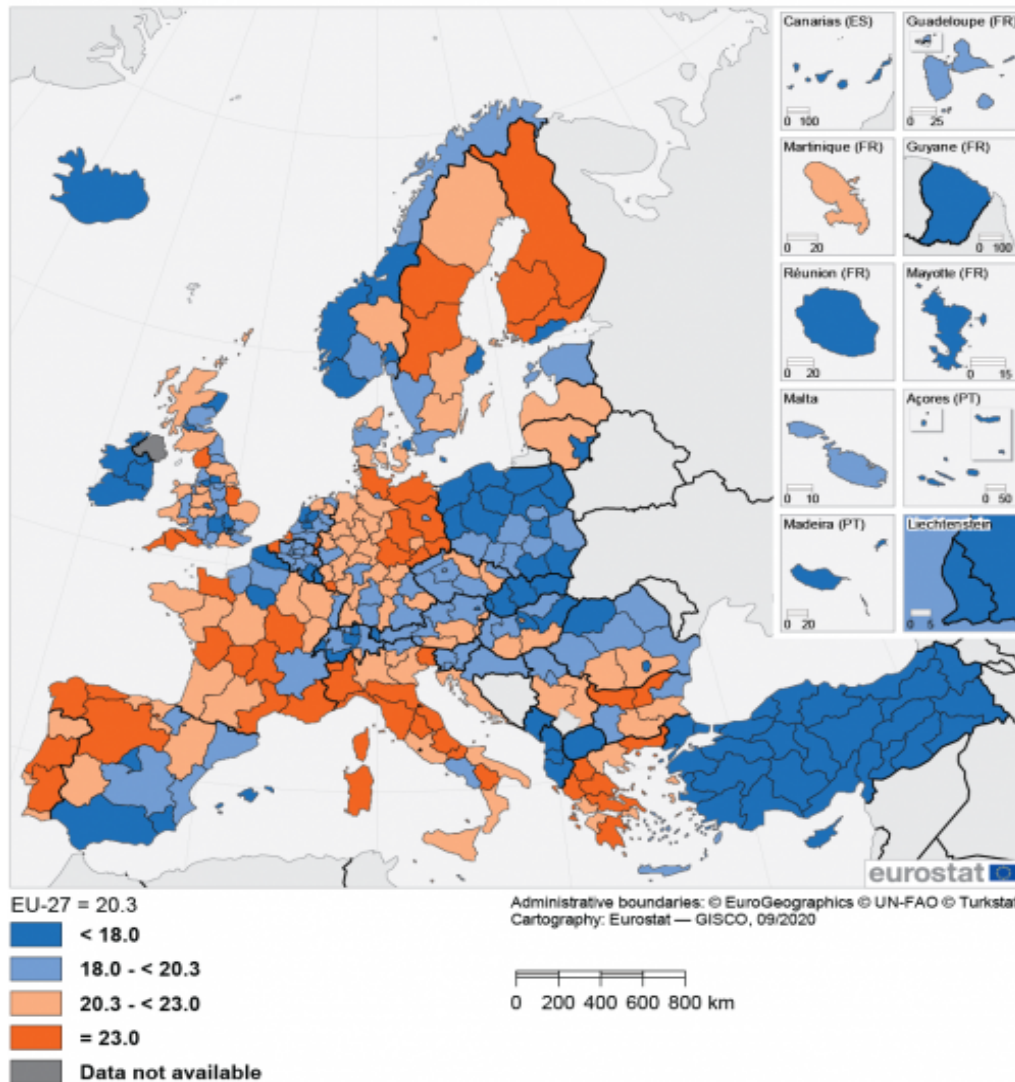 Canarias (ES)
0 100
Guadeloupe (FR)
0 25
Martinique (FR)
0 20
Guyane (FR)
0 100
Réunion (FR)
0 20
Mayotte (FR)
0 15
Malta
0 10
Açores (PT)
0 50
Madeira (PT)
0 20
Liechtenstein
0 5
eurostat
EU-27 = 20.3
< 18.0
18.0 - < 20.3
20.3 - < 23.0
= 23.0
Data not available
Administrative boundaries: © EuroGeographics © UN-FAO © Turkstat
Cartography: Eurostat — GISCO, 09/2020
0 200 400 600 800 km